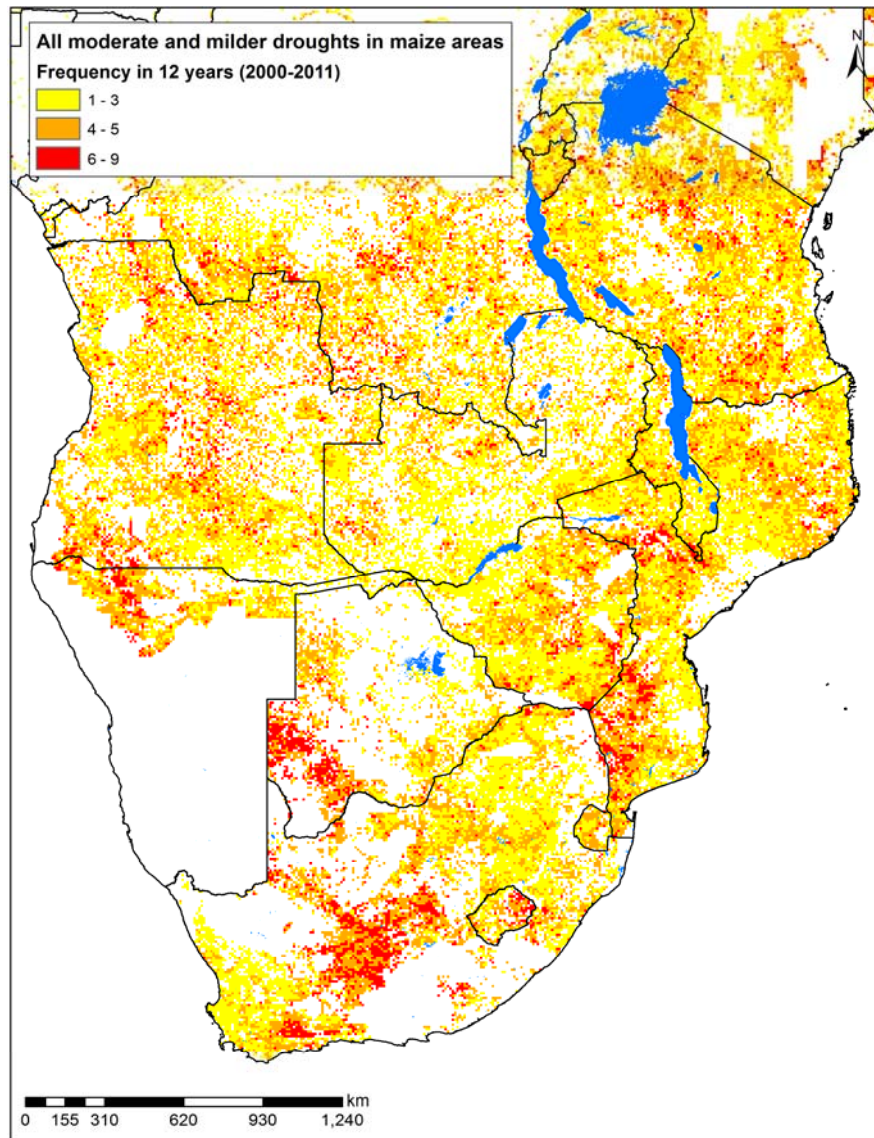 All moderate and milder droughts in maize areas
Frequency in 12 years (2000-2011)
1 - 3
4 - 5
6 - 9
N
km
0 155 310 620 930 1,240